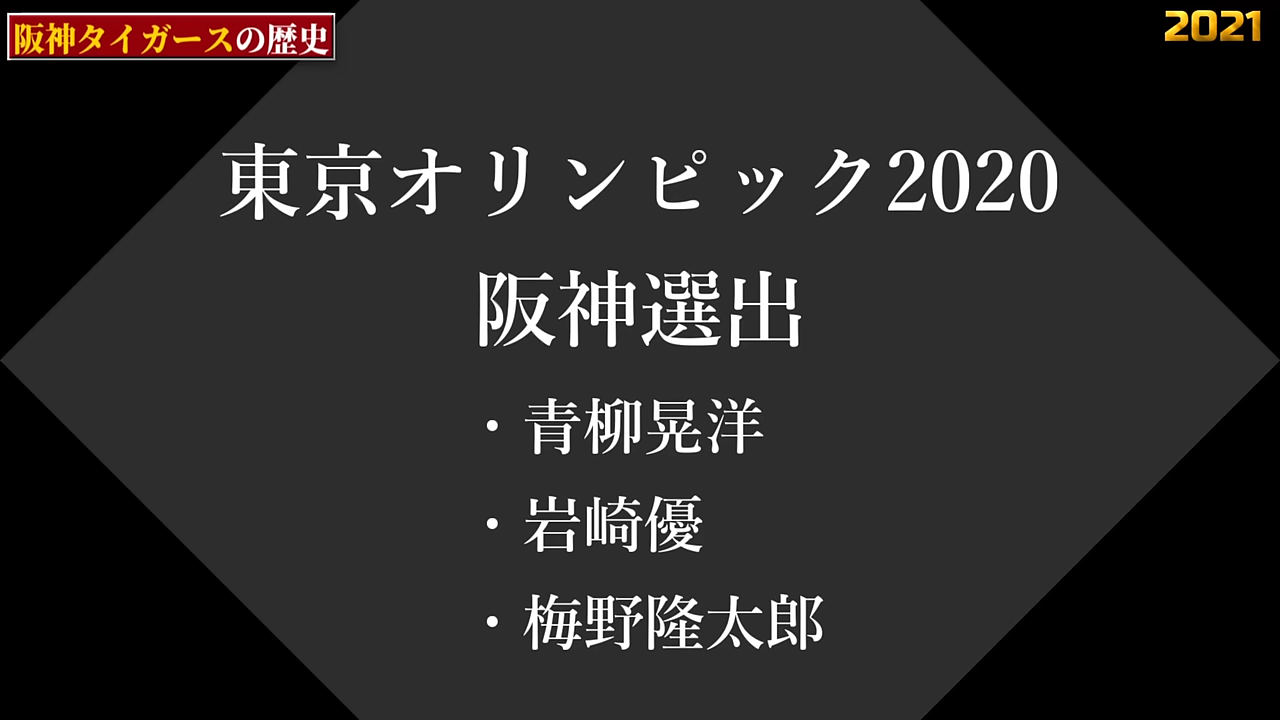 阪神タイガースの歴史
2021
東京オリンピック2020
阪神選出
・青柳晃洋
・岩崎優
・梅野隆太郎